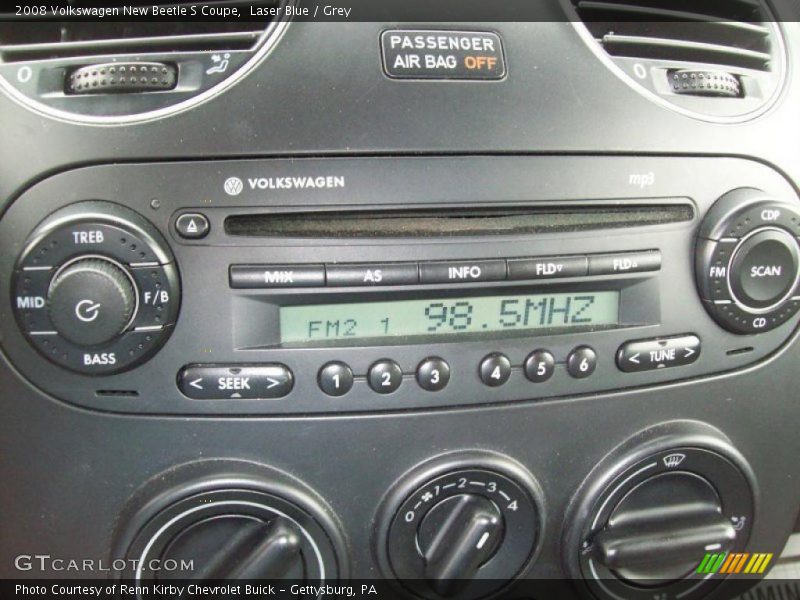 2008 Volkswagen New Beetle S Coupe,  Laser Blue / Grey
PASSENGER
AIR BAG OFF
0
0
VOLKSWAGEN
mp3
TREB
MID
F/B
BASS
MIX
AS
INFO
FLD▿
FLD▵
CDP
FM
SCAN
CD
FM2 1 98.5MHZ
< SEEK >
1
2
3
4
5
6
< TUNE >
0 1 2 3 4
GTCARLOT.COM
Photo Courtesy of Renn Kirby Chevrolet Buick – Gettysburg, PA